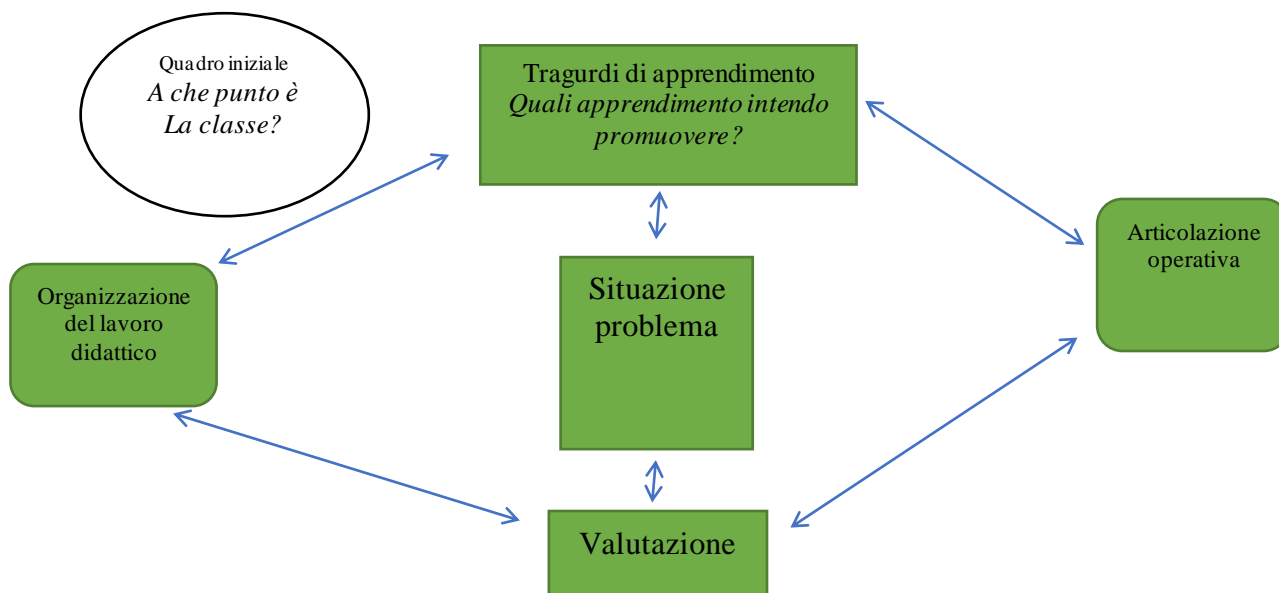 Quadro iniziale
A che punto è
La classe?
Tragurdi di apprendimento
Quali apprendimento intendo
promuovere?
Articolazione
operativa
Organizzazione
del lavoro
didattico
Situazione
problema
Valutazione